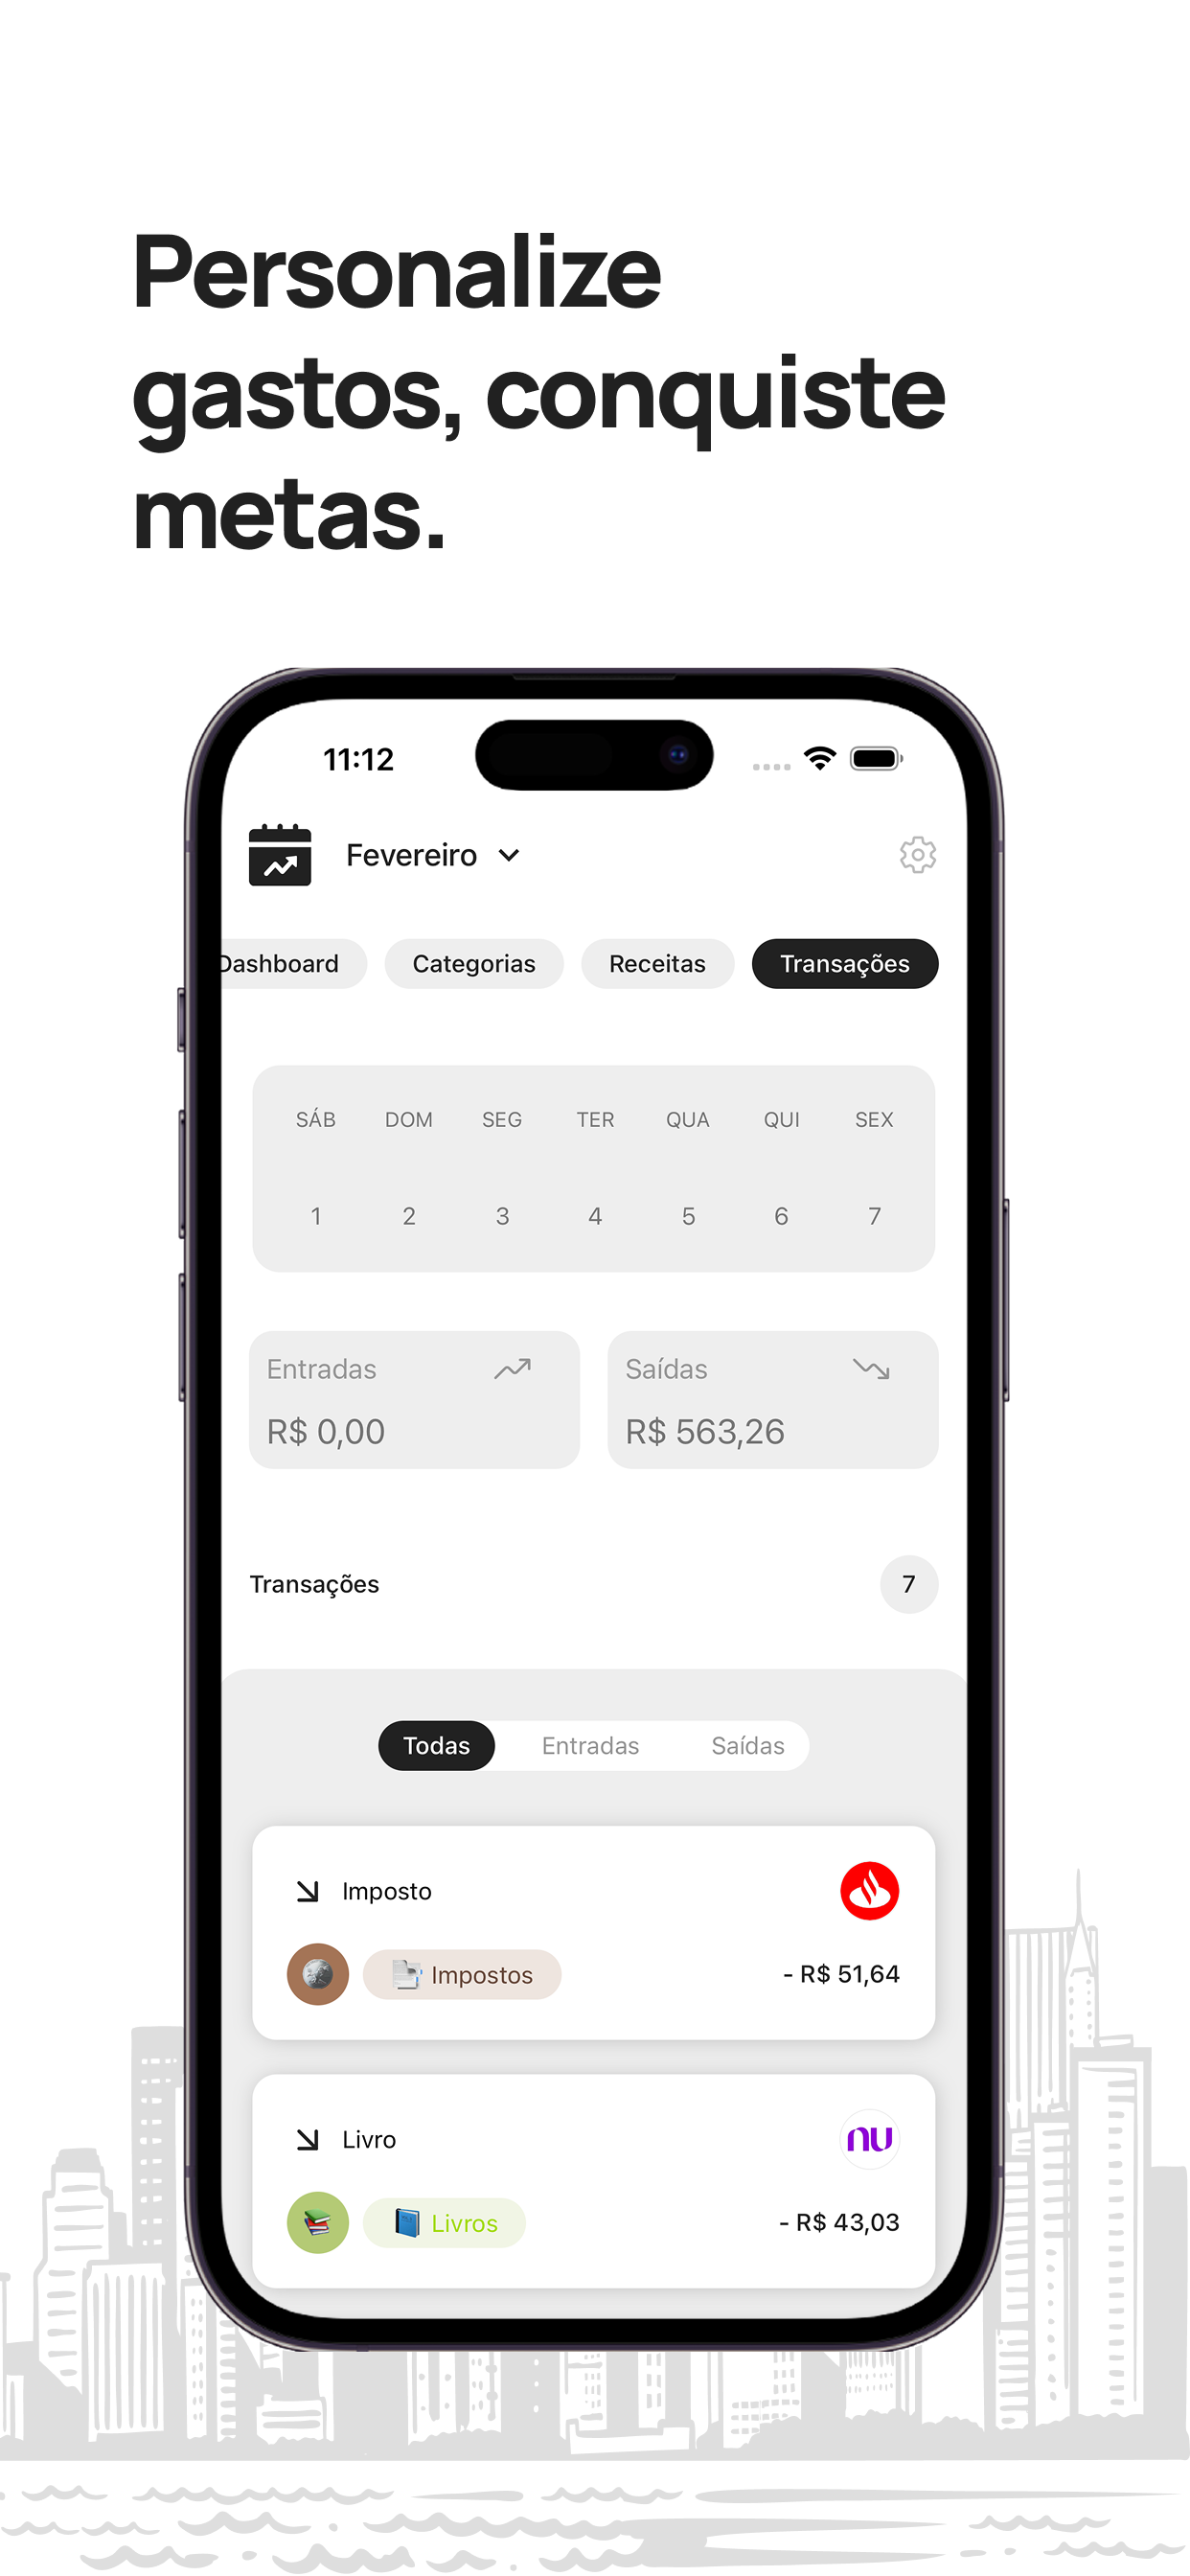 Personalize
gastos, conquiste
metas.
11:12
Fevereiro
Dashboard Categorias Receitas Transações
SÁB DOM SEG TER QUA QUI SEX
1 2 3 4 5 6 7
Entradas Saídas
R$ 0,00 R$ 563,26
Transações 7
Todas Entradas Saídas
Imposto
Impostos - R$ 51,64
Livro nu
Livros - R$ 43,03